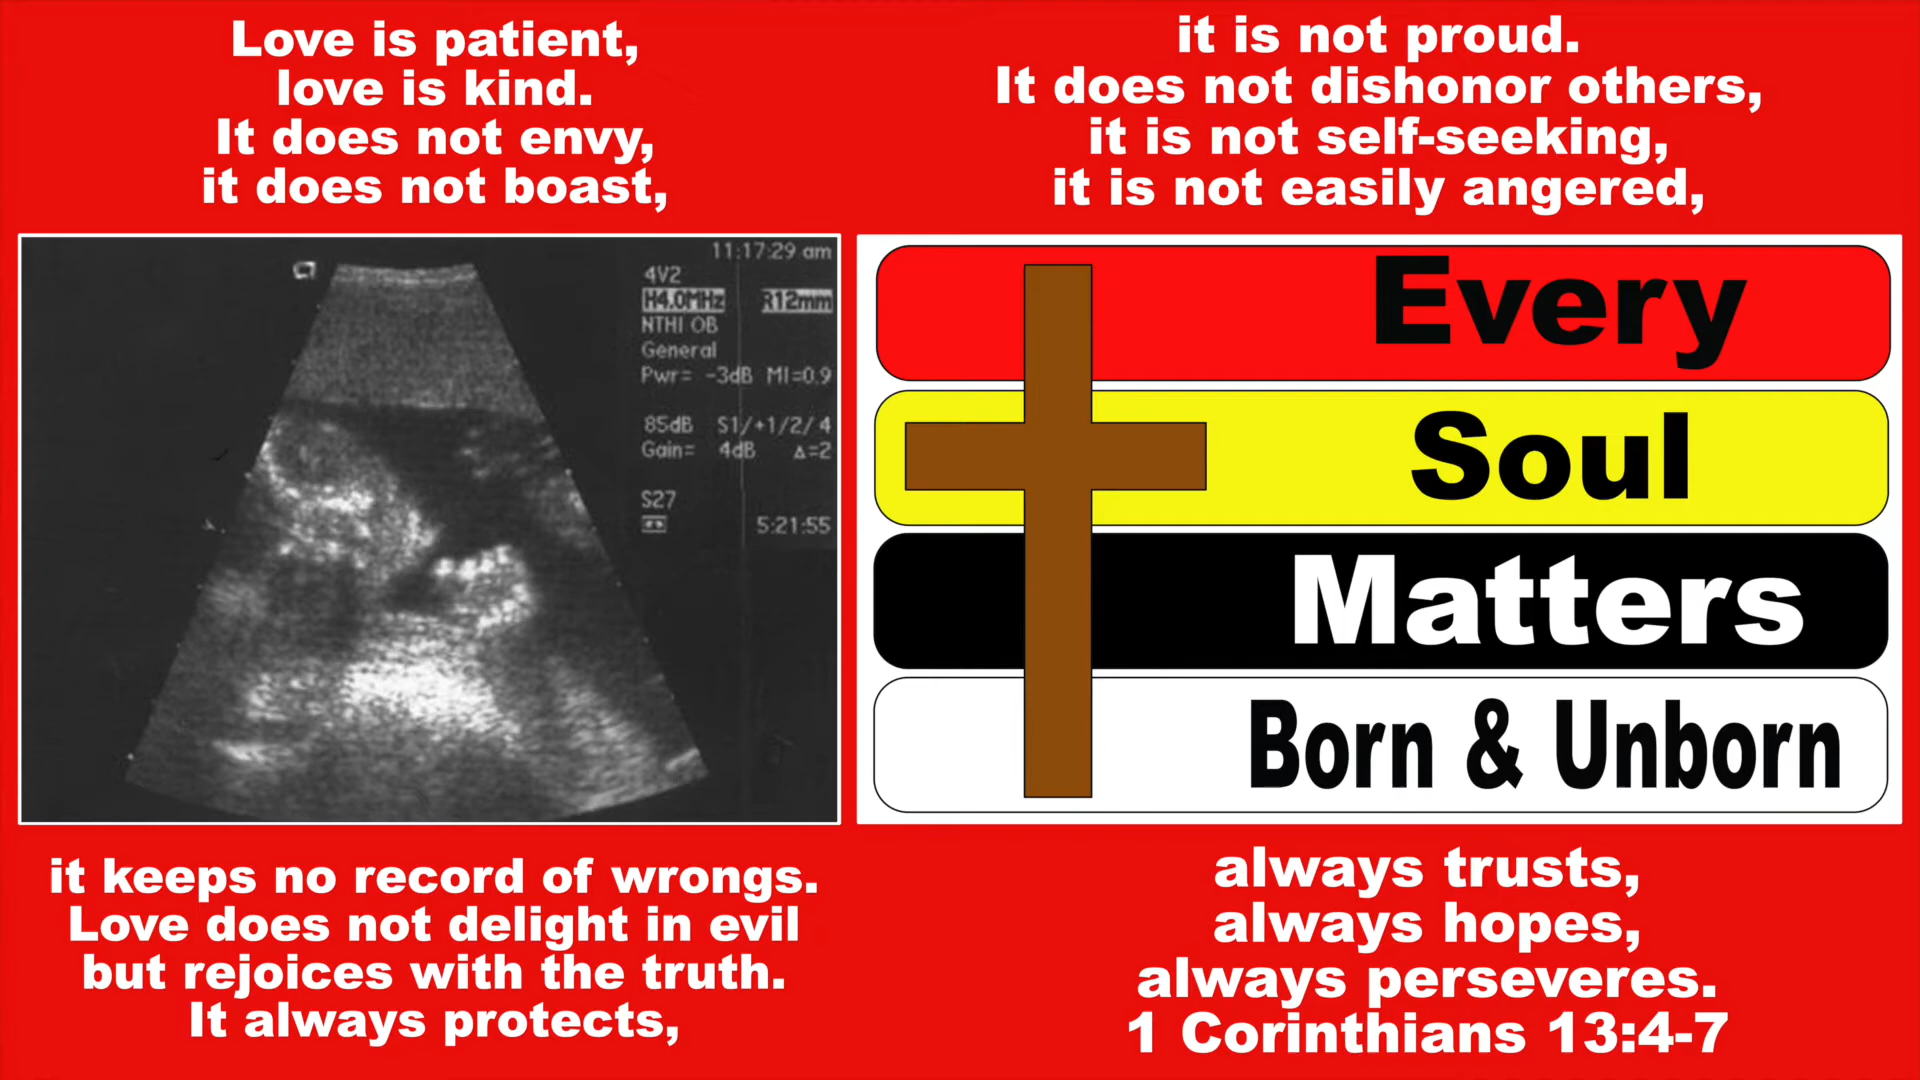 Love is patient,
love is kind.
It does not envy,
it does not boast,
it is not proud.
It does not dishonor others,
it is not self-seeking,
it is not easily angered,
11:17:29 am
4V2
H4.0MHz R12mm
NTHI OB
General
Pwr= -3dB MI=0.9
85dB S1/+1/2/4
Gain= 4dB Δ=2
S27
5:21:55
Every
Soul
Matters
Born & Unborn
it keeps no record of wrongs.
Love does not delight in evil
but rejoices with the truth.
It always protects,
always trusts,
always hopes,
always perseveres.
1 Corinthians 13:4-7